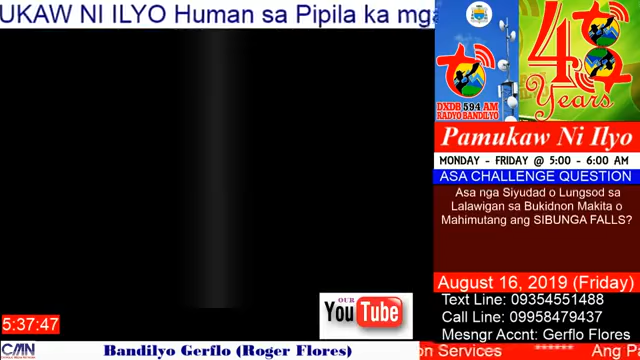 UKAW NI ILYO Human sa Pipila ka mga
48
Years
DXDB 594 AM
RADYO BANDILYO
Pamukaw Ni Ilyo
MONDAY - FRIDAY @ 5:00 - 6:00 AM
ASA CHALLENGE QUESTION
Asa nga Siyudad o Lungsod sa
Lalawigan sa Bukidnon Makita o
Mahimutang ang SIBUNGA FALLS?
August 16, 2019 (Friday)
Text Line: 09354551488
Call Line: 09958479437
Mesngr Accnt: Gerflo Flores
OUR
YouTube
5:37:47
CMN
Bandilyo Gerflo (Roger Flores)
on Services ****** Ang Pa